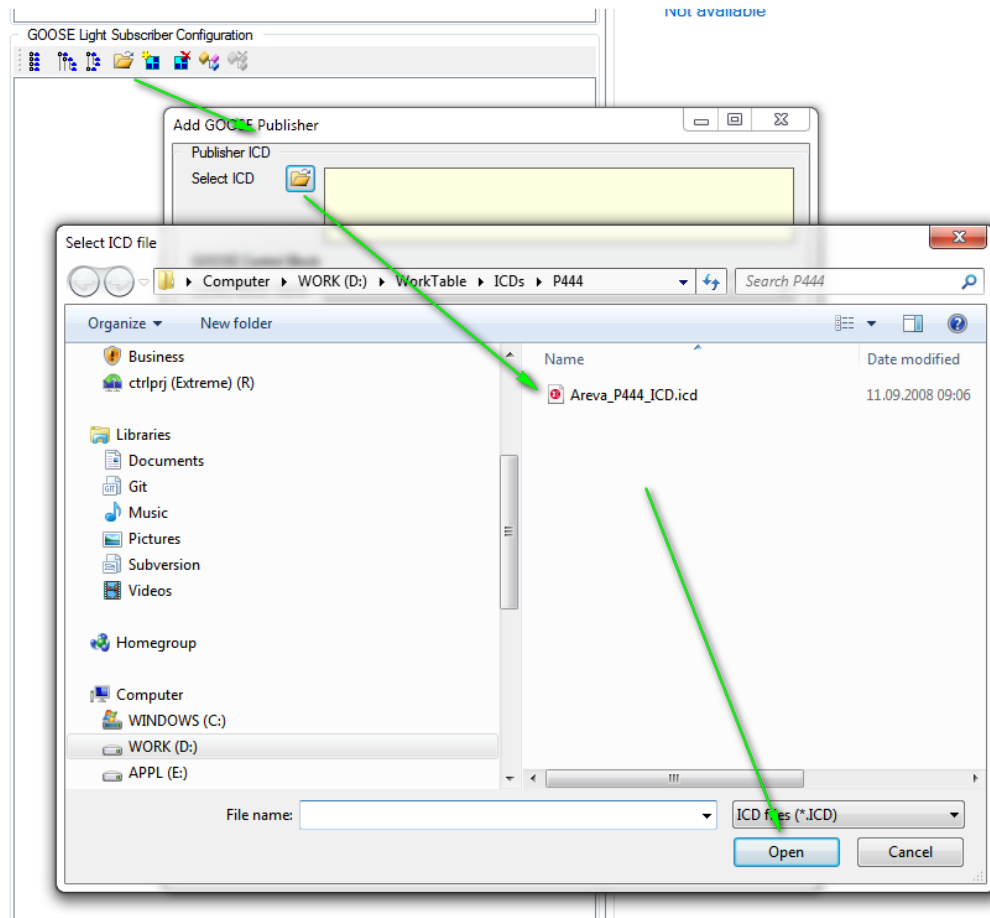 Not available
GOOSE Light Subscriber Configuration
Add GOOSE Publisher
Publisher ICD
Select ICD
Select ICD file
GOOSE Control Block
Computer WORK (D:) WorkTable ICDs P444
Search P444
Organize New folder
Business
ctrlprj (Extreme) (R)
Libraries
Documents
Git
Music
Pictures
Subversion
Videos
Homegroup
Computer
WINDOWS (C:)
WORK (D:)
APPL (E:)
Name Date modified
Areva_P444_ICD.icd 11.09.2008 09:06
File name:
ICD files (*.ICD)
Open Cancel